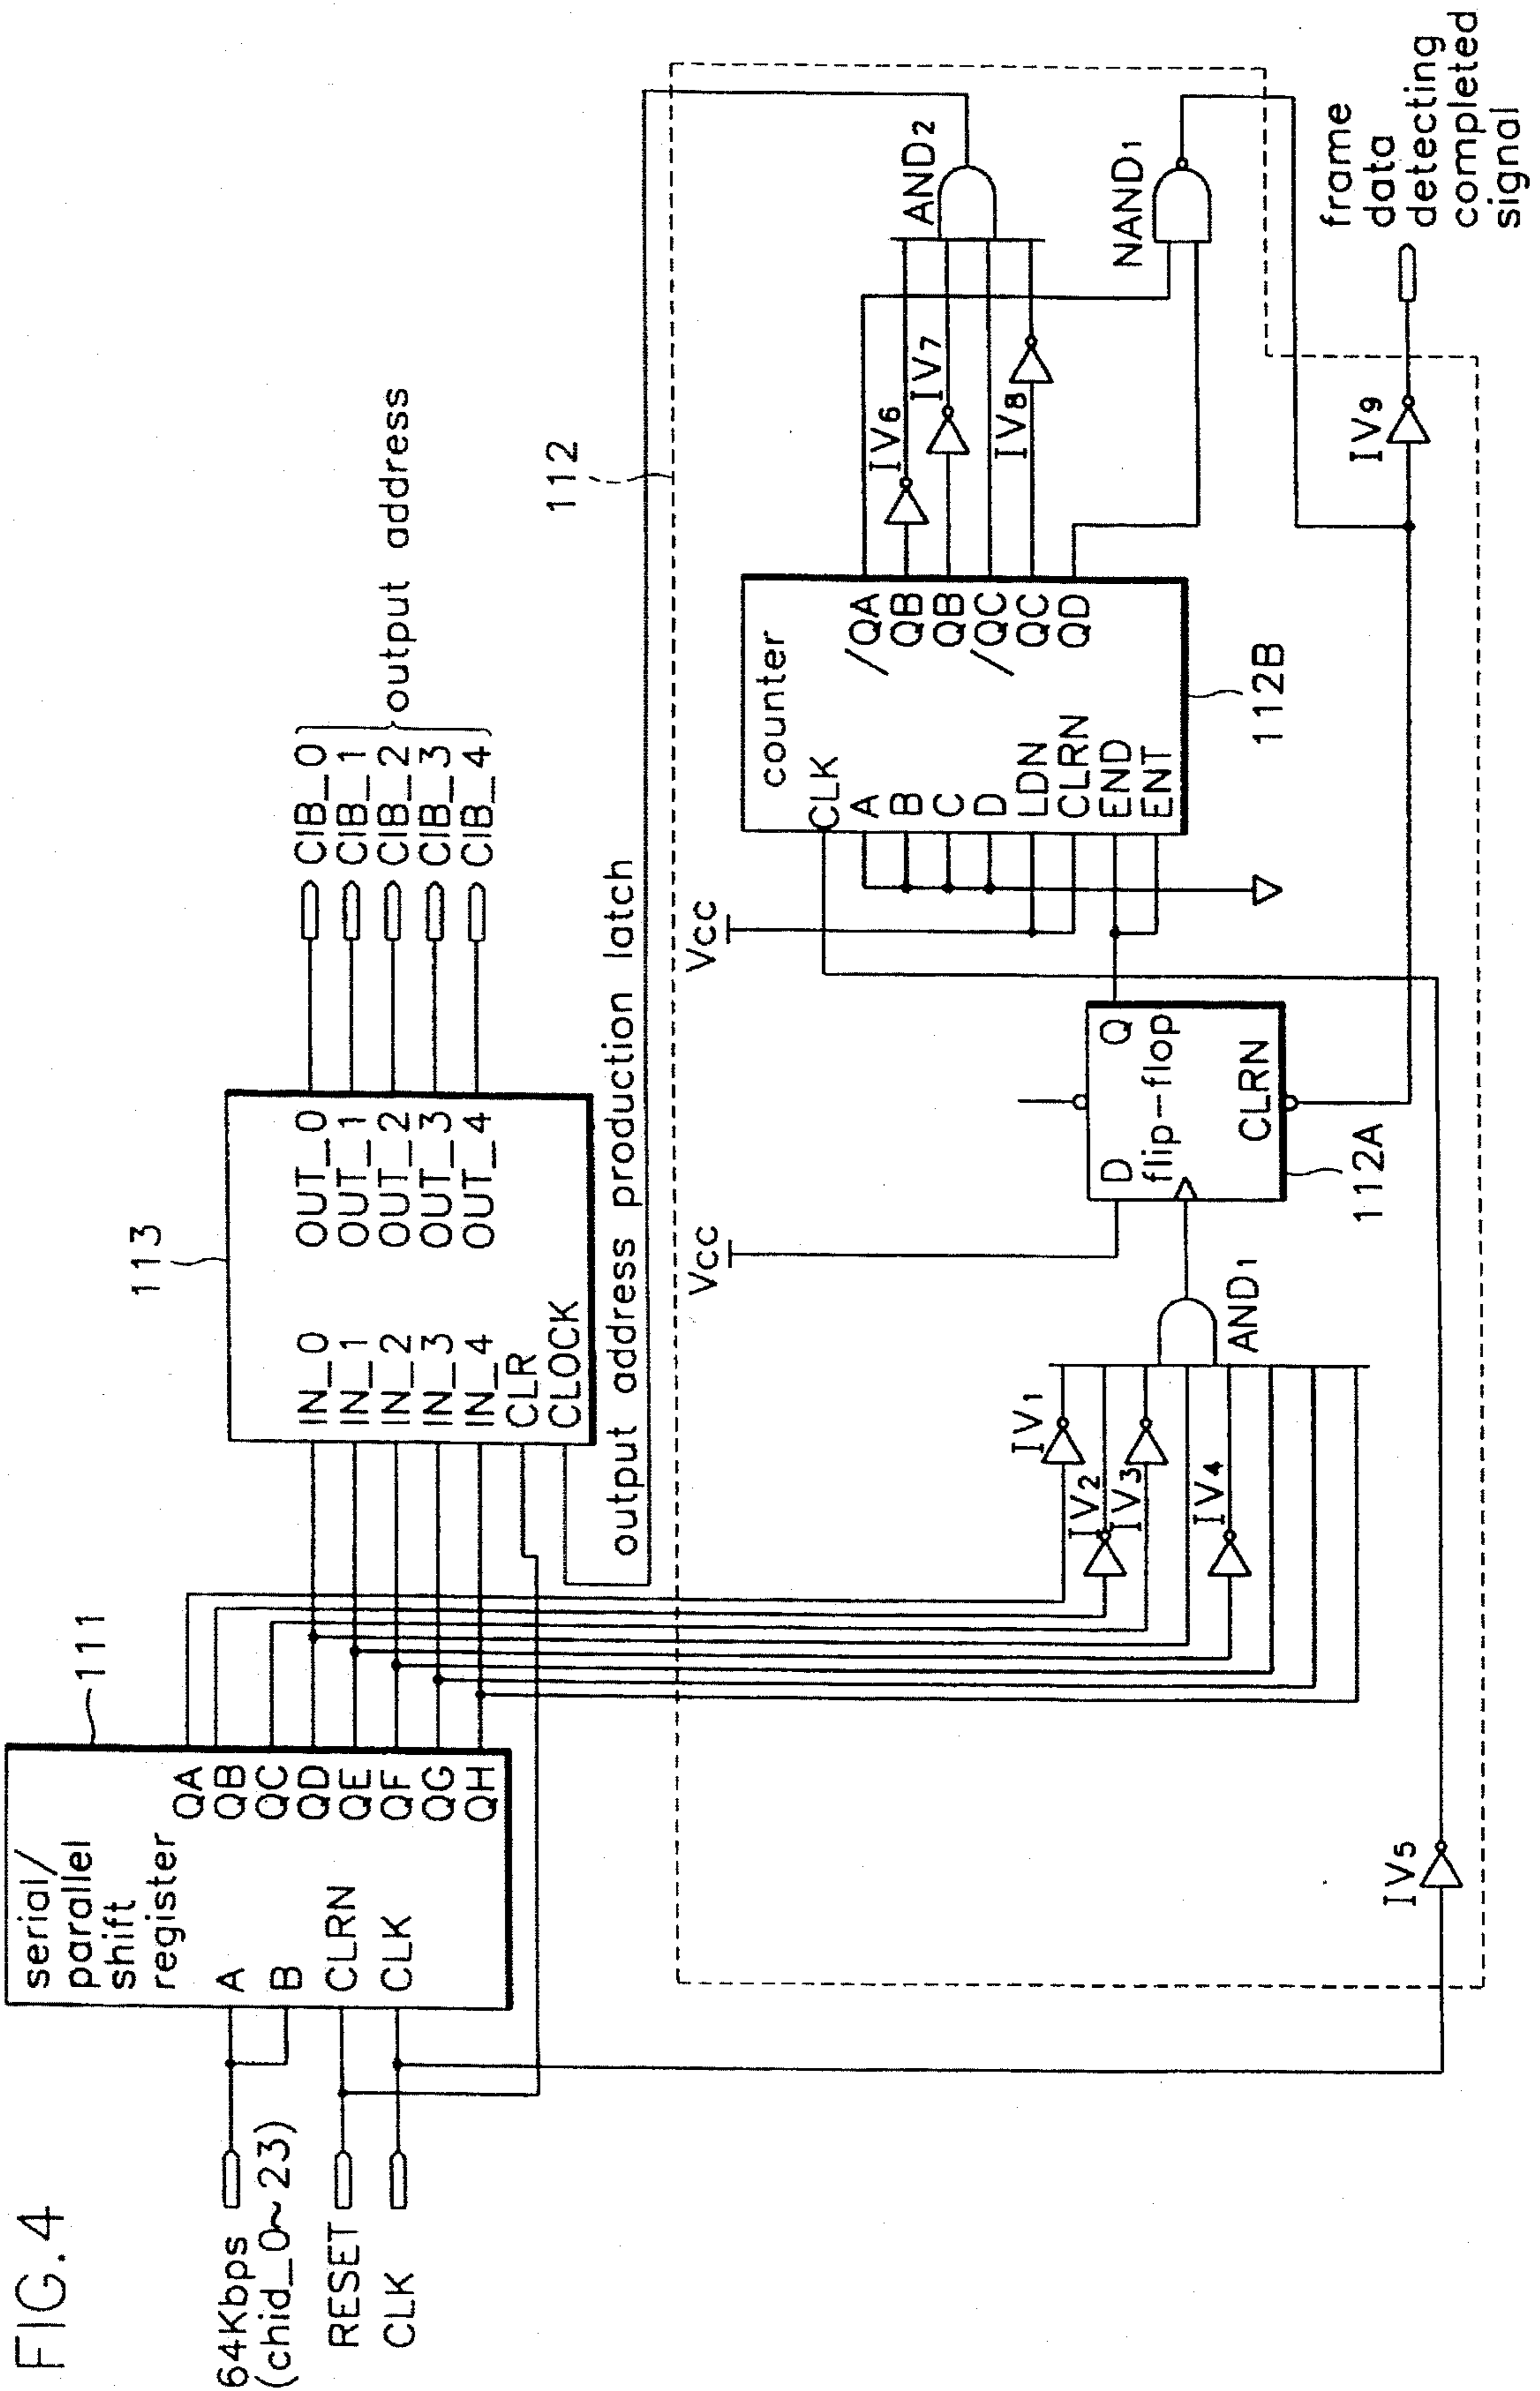 FIG.4
64Kbps
(chid_0~23)
RESET
CLK
serial/
parallel
shift
register
A
B
CLRN
CLK
QA
QB
QC
QD
QE
QF
QG
QH
111
113
IN_0
IN_1
IN_2
IN_3
IN_4
CLR
CLOCK
OUT_0
OUT_1
OUT_2
OUT_3
OUT_4
CIB_0
CIB_1
CIB_2
CIB_3
CIB_4
output address
output address production latch
112
IV1
IV2
IV3
IV4
AND1
Vcc
D
Q
flip-flop
CLRN
112A
Vcc
counter
CLK
A
B
C
D
LDN
CLRN
END
ENT
/QA
QB
QB
/QC
QC
QD
112B
IV6
IV7
IV8
AND2
NAND1
IV5
IV9
frame
data
detecting
completed
signal